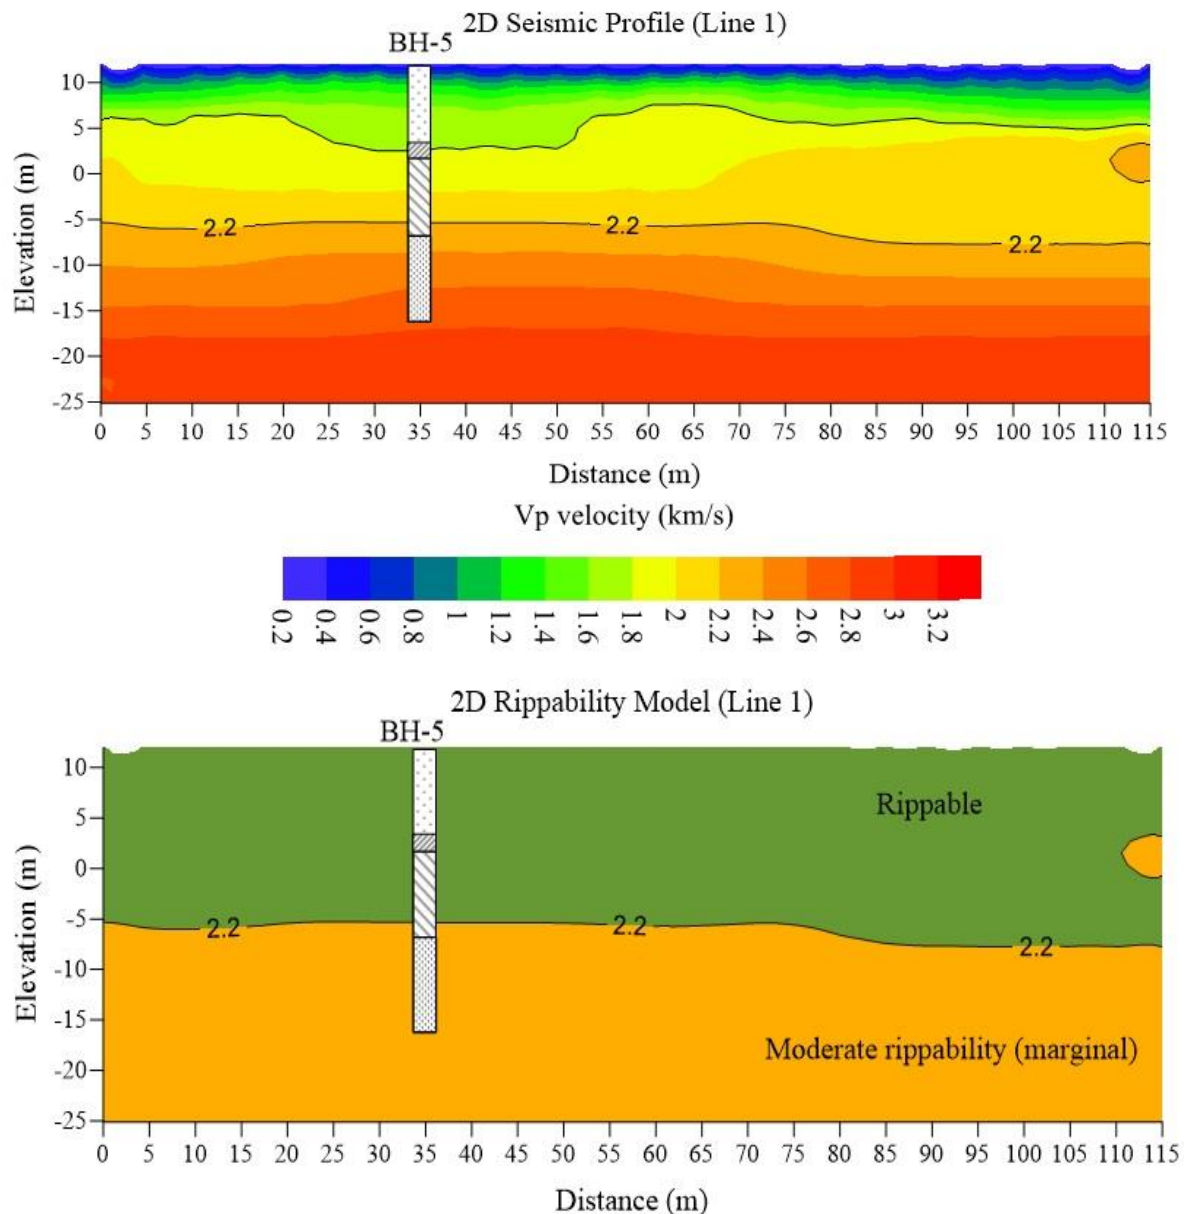 2D Seismic Profile (Line 1)
BH-5
10
5
0
-5
-10
-15
-20
-25
Elevation (m)
2.2
2.2
2.2
0 5 10 15 20 25 30 35 40 45 50 55 60 65 70 75 80 85 90 95 100 105 110 115
Distance (m)
Vp velocity (km/s)
0.2 0.4 0.6 0.8 1 1.2 1.4 1.6 1.8 2 2.2 2.4 2.6 2.8 3 3.2
2D Rippability Model (Line 1)
BH-5
10
5
0
-5
-10
-15
-20
-25
Elevation (m)
Rippable
2.2
2.2
2.2
Moderate rippability (marginal)
0 5 10 15 20 25 30 35 40 45 50 55 60 65 70 75 80 85 90 95 100 105 110 115
Distance (m)